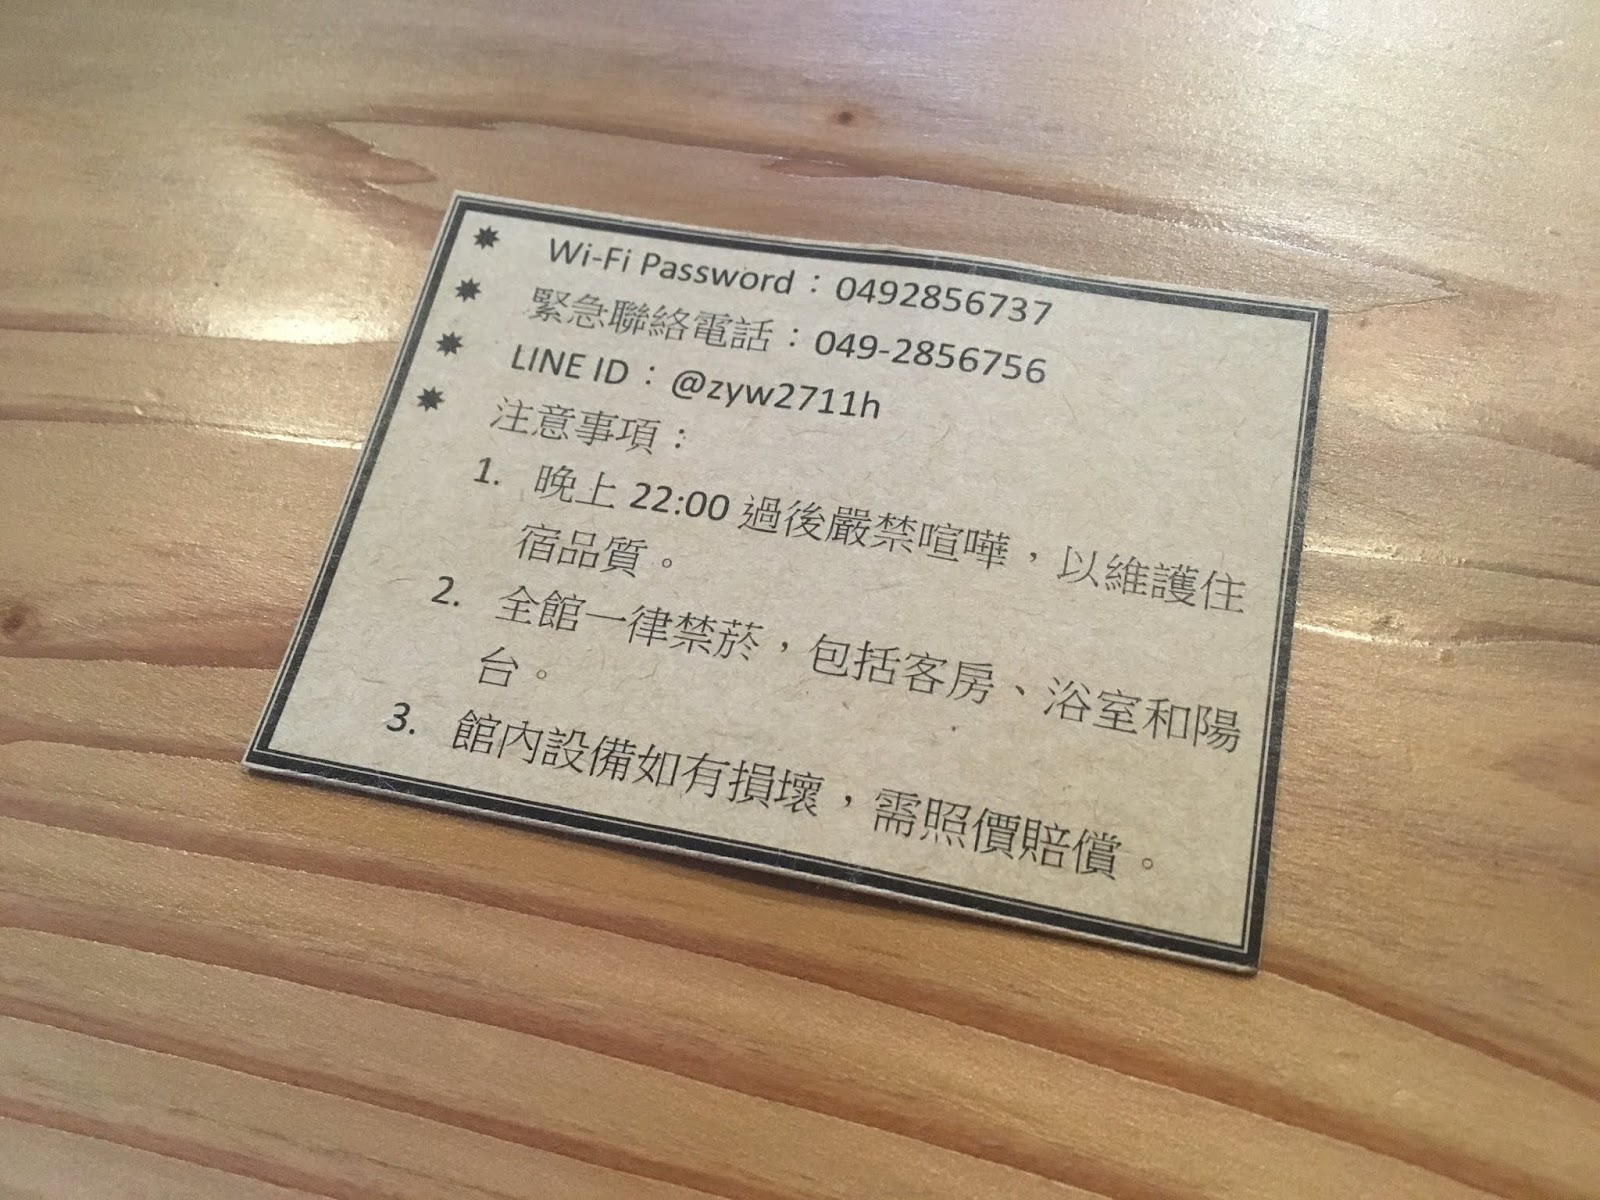 ✷ Wi-Fi Password：0492856737
✷ 緊急聯絡電話：049-2856756
✷ LINE ID：@zyw2711h
✷ 注意事項：
1. 晚上 22:00 過後嚴禁喧嘩，以維護住
宿品質。
2. 全館一律禁菸，包括客房、浴室和陽
台。
3. 館內設備如有損壞，需照價賠償。